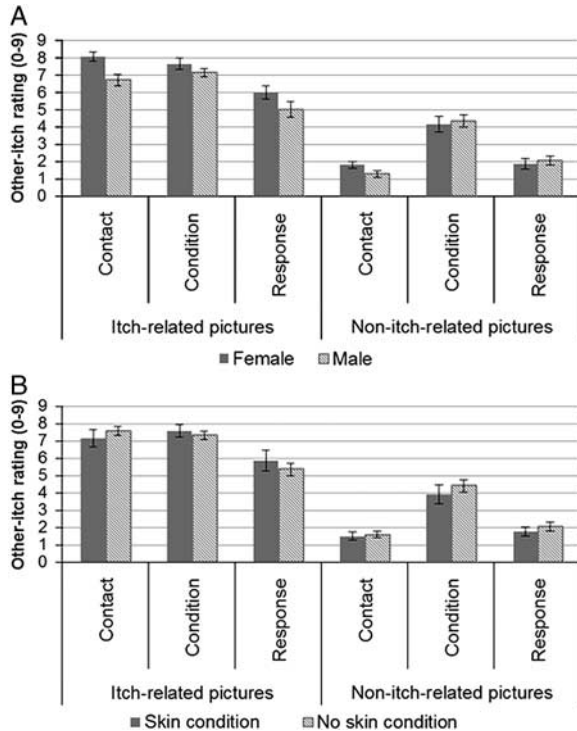 A
Other-itch rating (0-9)
9
8
7
6
5
4
3
2
1
0
Contact
Condition
Response
Contact
Condition
Response
Itch-related pictures
Non-itch-related pictures
Female
Male
B
Other-itch rating (0-9)
9
8
7
6
5
4
3
2
1
0
Contact
Condition
Response
Contact
Condition
Response
Itch-related pictures
Non-itch-related pictures
Skin condition
No skin condition